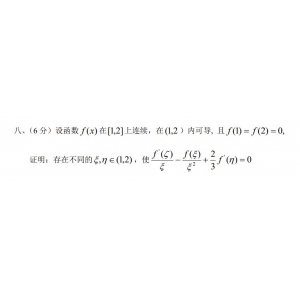 八、(6 分) 设函数 f(x) 在 [1,2] 上连续，在 (1,2) 内可导, 且 f(1) = f(2) = 0,
证明：存在不同的 ξ,η ∈ (1,2)，使 f'(ζ)/ξ − f(ξ)/ξ² + 2/3 f'(η) = 0